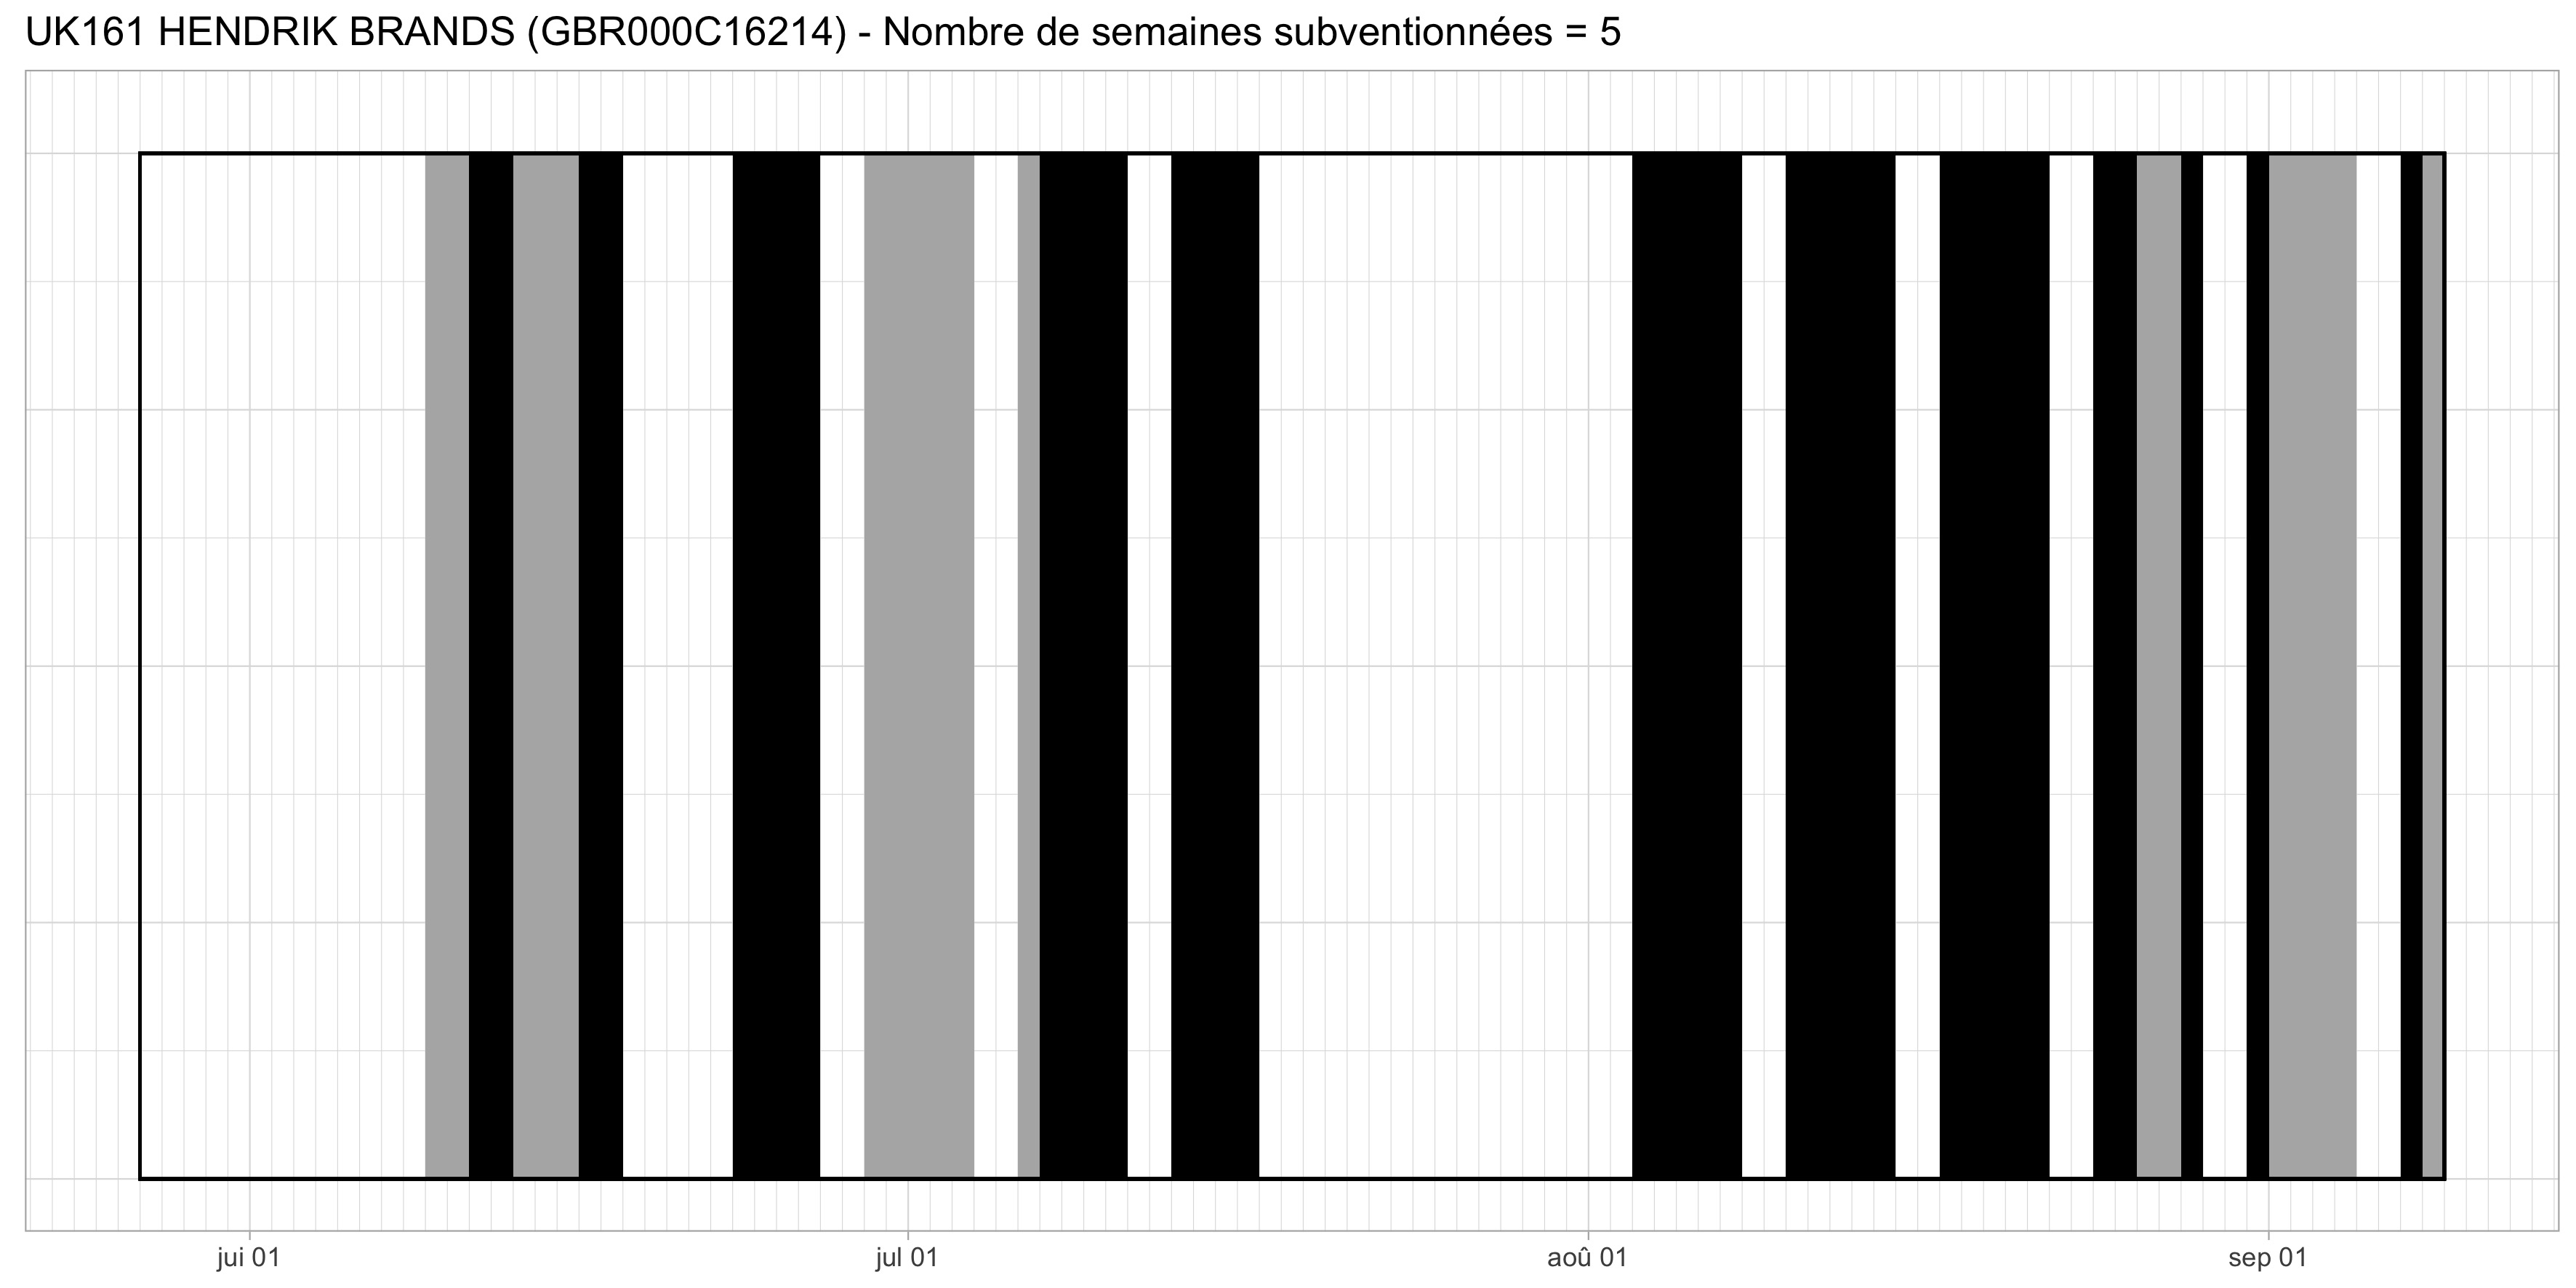 UK161 HENDRIK BRANDS (GBR000C16214) - Nombre de semaines subventionnées = 5
jui 01 jul 01 aoû 01 sep 01